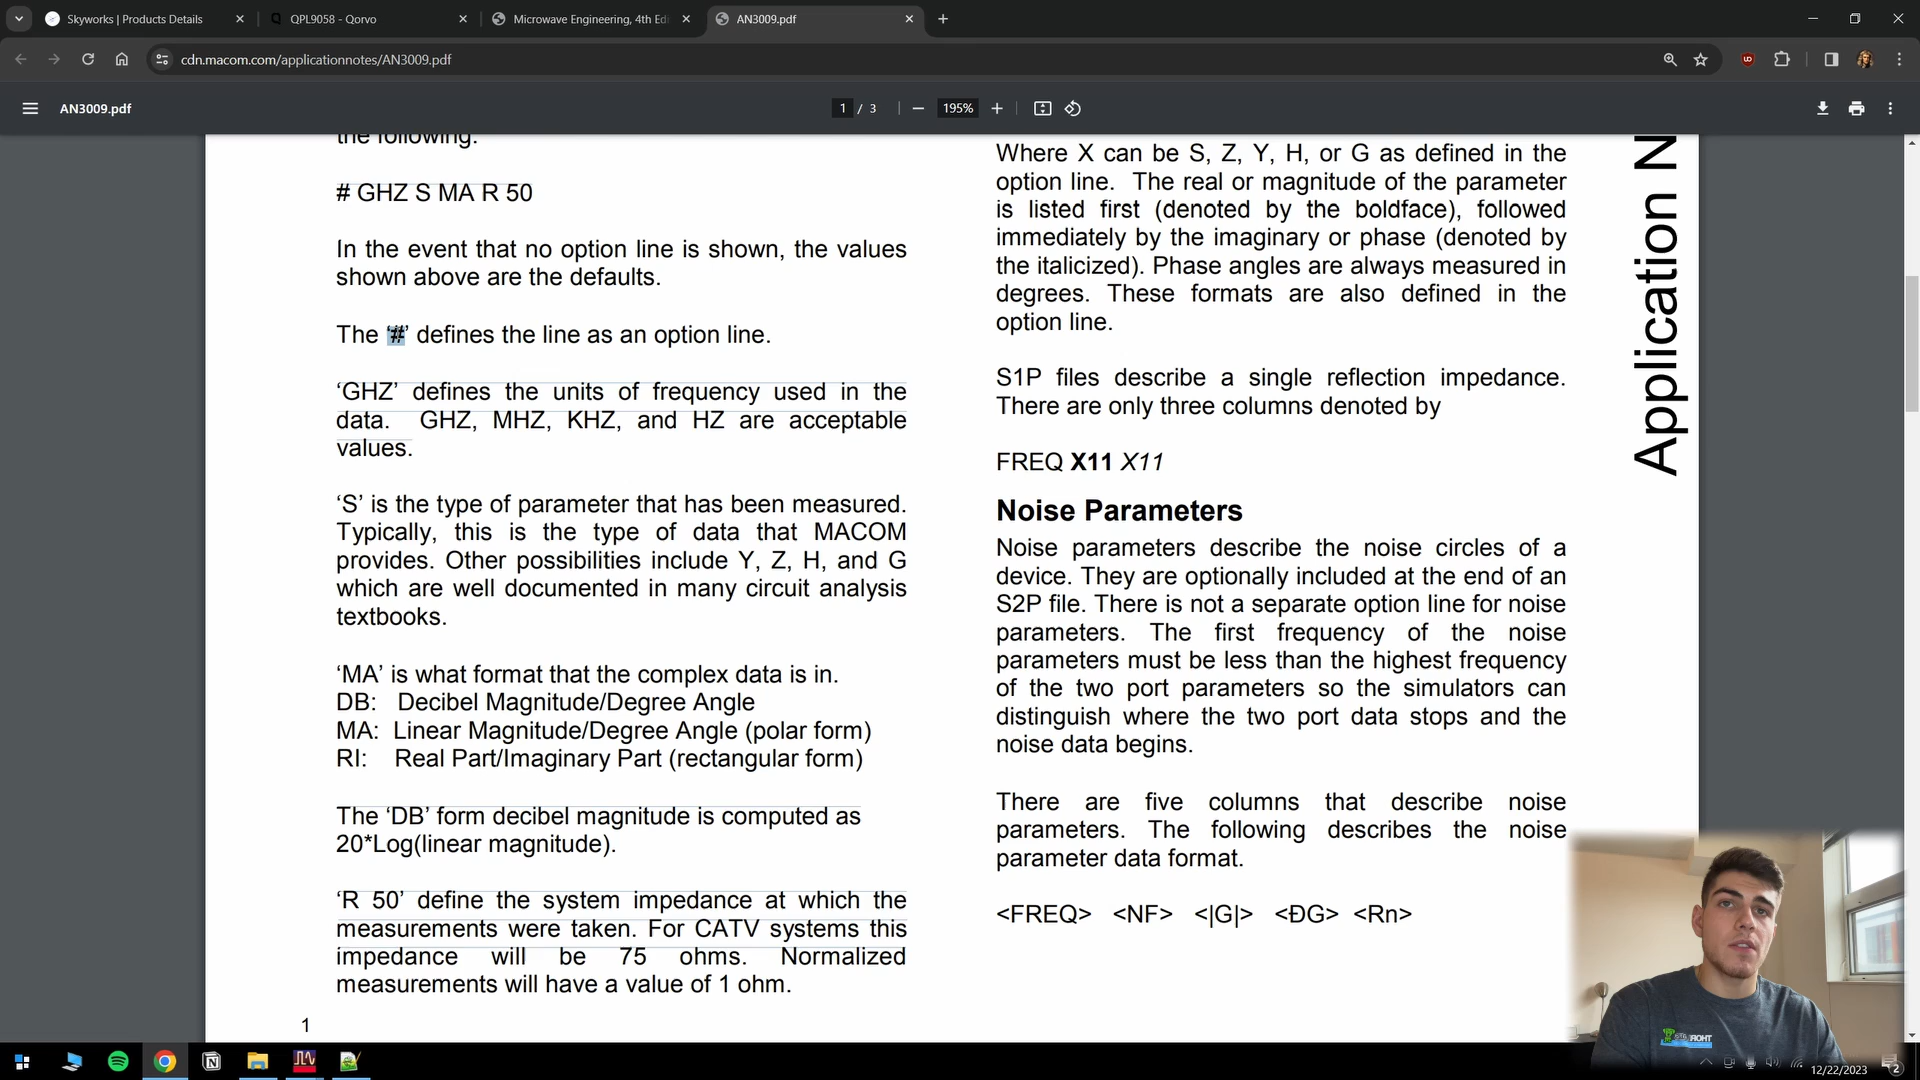 Skyworks | Products Details
QPL9058 - Qorvo
Microwave Engineering, 4th Ed
AN3009.pdf
cdn.macom.com/applicationnotes/AN3009.pdf
AN3009.pdf
1 / 3
195%
the following:
# GHZ S MA R 50
In the event that no option line is shown, the values
shown above are the defaults.
The ‘#’ defines the line as an option line.
‘GHZ’ defines the units of frequency used in the
data. GHZ, MHZ, KHZ, and HZ are acceptable
values.
‘S’ is the type of parameter that has been measured.
Typically, this is the type of data that MACOM
provides. Other possibilities include Y, Z, H, and G
which are well documented in many circuit analysis
textbooks.
‘MA’ is what format that the complex data is in.
DB: Decibel Magnitude/Degree Angle
MA: Linear Magnitude/Degree Angle (polar form)
RI: Real Part/Imaginary Part (rectangular form)
The ‘DB’ form decibel magnitude is computed as
20*Log(linear magnitude).
‘R 50’ define the system impedance at which the
measurements were taken. For CATV systems this
impedance will be 75 ohms. Normalized
measurements will have a value of 1 ohm.
1
Where X can be S, Z, Y, H, or G as defined in the
option line. The real or magnitude of the parameter
is listed first (denoted by the boldface), followed
immediately by the imaginary or phase (denoted by
the italicized). Phase angles are always measured in
degrees. These formats are also defined in the
option line.
S1P files describe a single reflection impedance.
There are only three columns denoted by
FREQ X11 X11
Noise Parameters
Noise parameters describe the noise circles of a
device. They are optionally included at the end of an
S2P file. There is not a separate option line for noise
parameters. The first frequency of the noise
parameters must be less than the highest frequency
of the two port parameters so the simulators can
distinguish where the two port data stops and the
noise data begins.
There are five columns that describe noise
parameters. The following describes the noise
parameter data format.
<FREQ> <NF> <|G|> <ÐG> <Rn>
Application N
12/22/2023
2